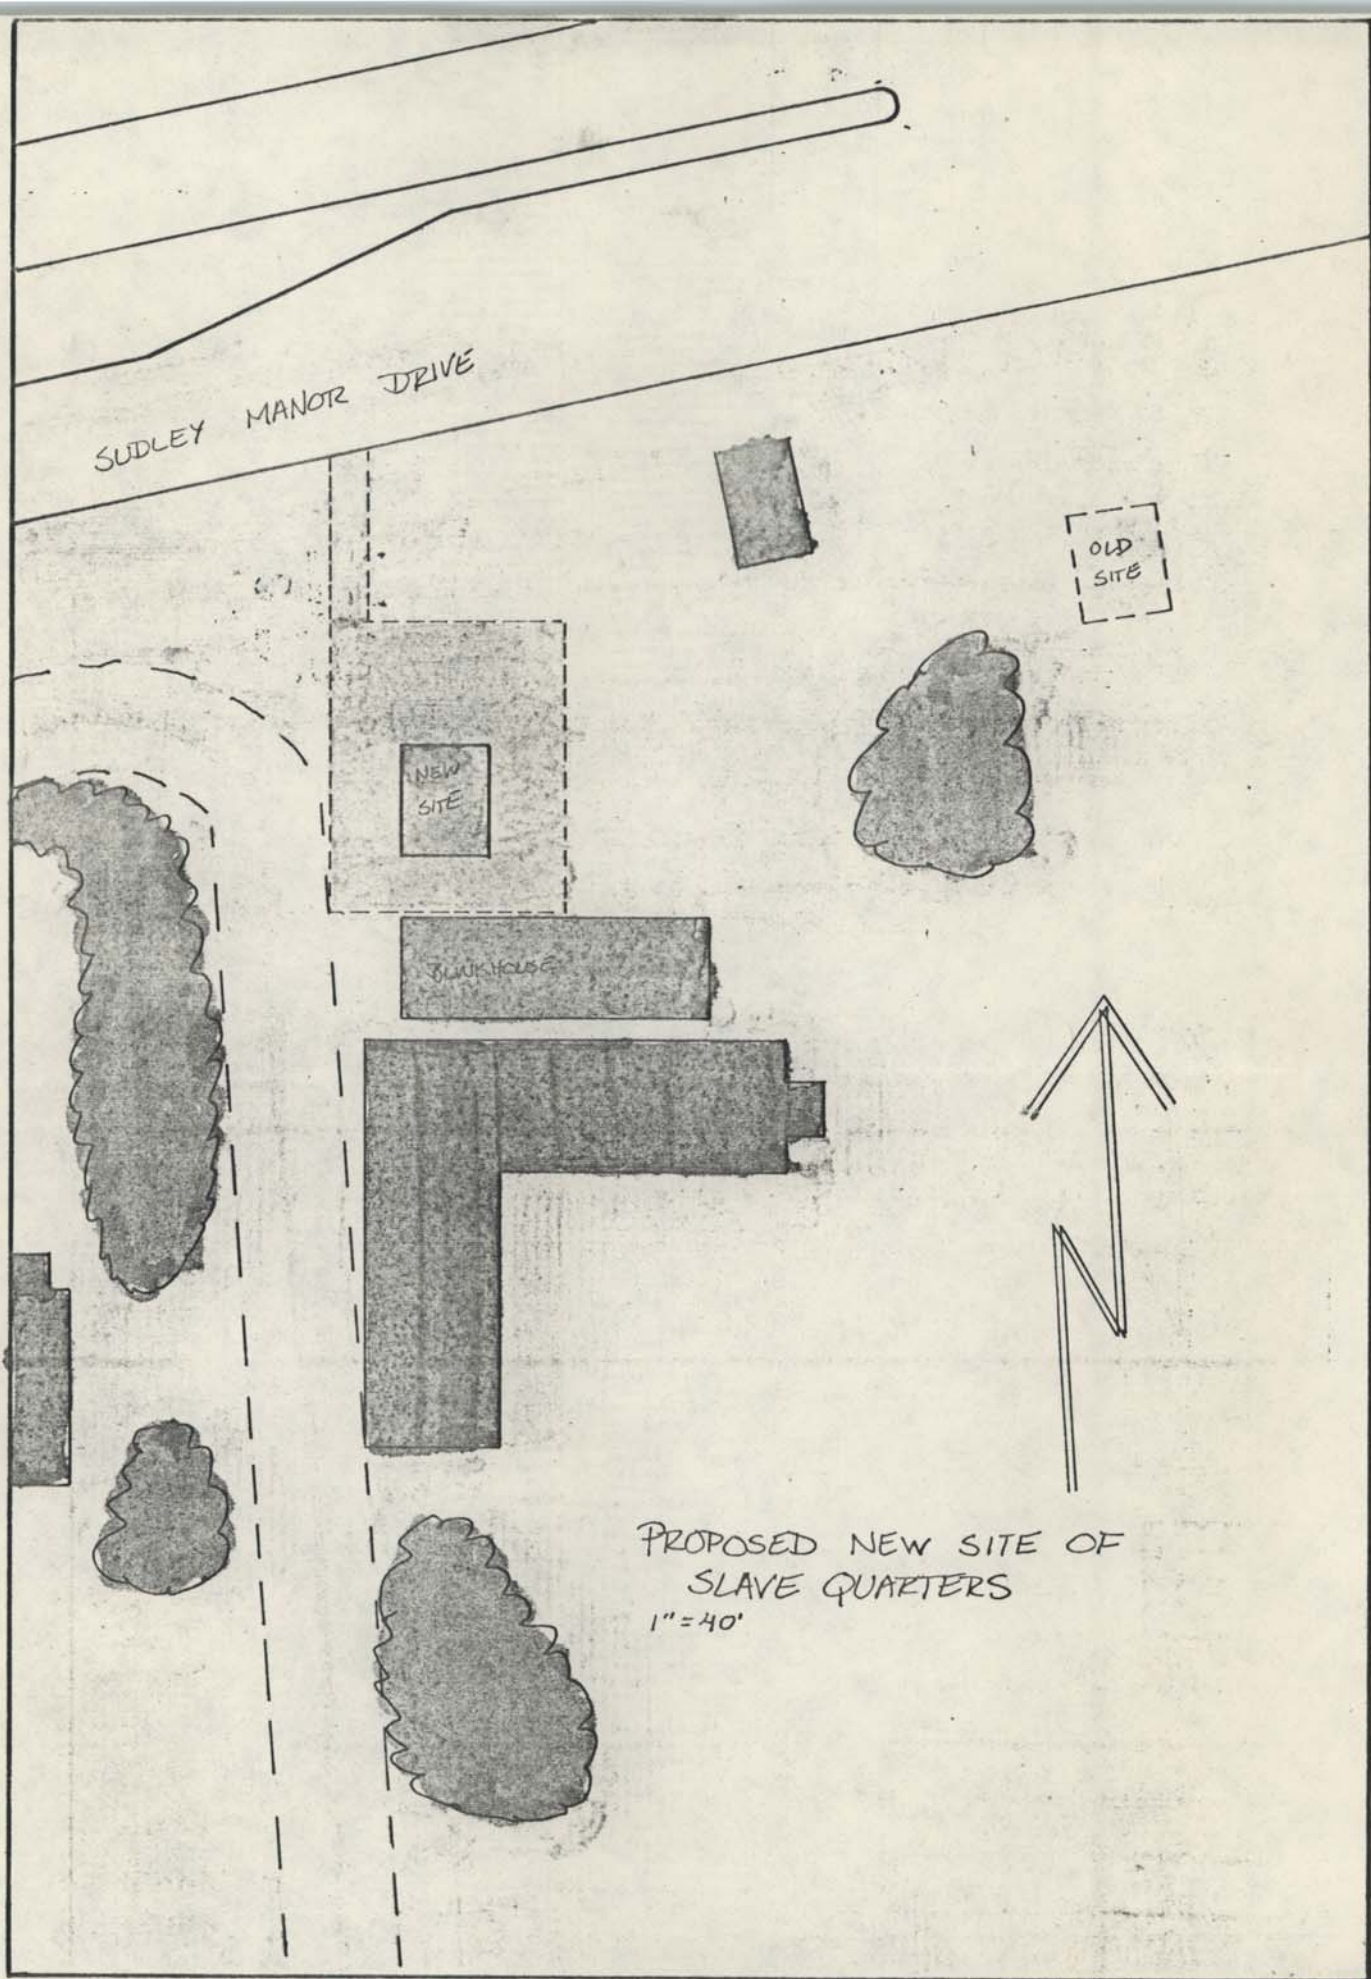 SUDLEY MANOR DRIVE
OLD
SITE
NEW
SITE
BUNKHOUSE
PROPOSED NEW SITE OF
SLAVE QUARTERS
1"=40'